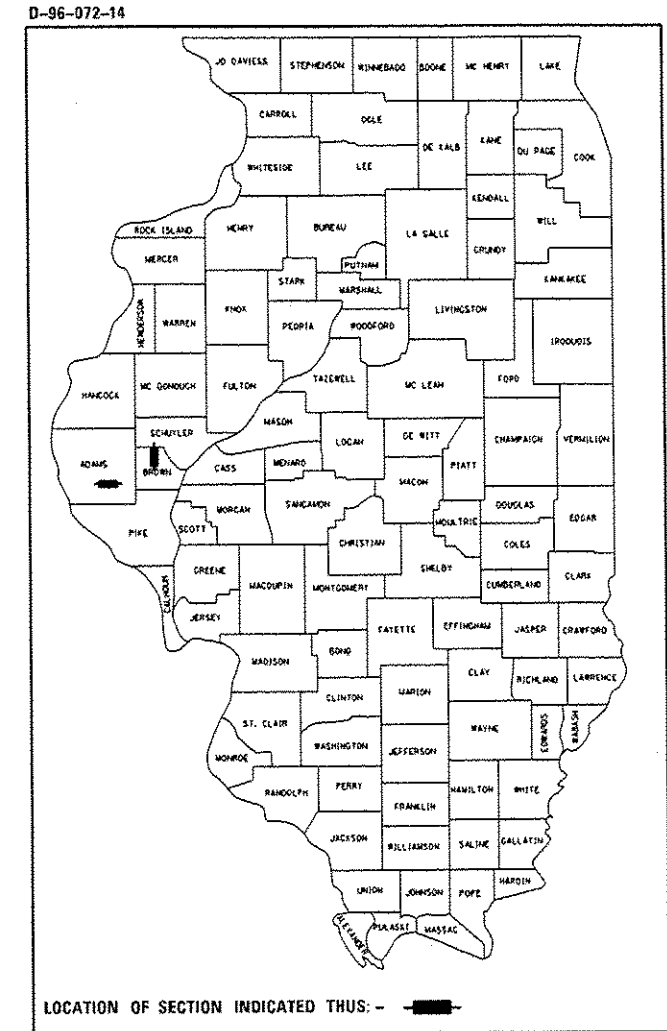 D-96-072-14
JO DAVIESS STEPHENSON WINNEBAGO BOONE MC HENRY LAKE
CARROLL OGLE DE KALB KANE DU PAGE COOK
WHITESIDE LEE KENDALL WILL
ROCK ISLAND HENRY BUREAU LA SALLE GRUNDY
MERCER PUTNAM KANKAKEE
HENDERSON WARREN KNOX STARK MARSHALL LIVINGSTON
PEORIA WOODFORD IROQUOIS
HANCOCK MC DONOUGH FULTON TAZEWELL MC LEAN FORD
SCHUYLER MASON LOGAN DE WITT CHAMPAIGN VERMILION
ADAMS BROWN CASS MENARD MACON PIATT
PIKE SCOTT MORGAN SANGAMON MOULTRIE DOUGLAS EDGAR
CHRISTIAN COLES
CALHOUN GREENE MACOUPIN MONTGOMERY SHELBY CUMBERLAND CLARK
JERSEY FAYETTE EFFINGHAM JASPER CRAWFORD
MADISON BOND CLAY RICHLAND LAWRENCE
CLINTON MARION
ST. CLAIR WAYNE EDWARDS WABASH
MONROE WASHINGTON JEFFERSON
RANDOLPH PERRY HAMILTON WHITE
FRANKLIN
JACKSON WILLIAMSON SALINE GALLATIN
UNION JOHNSON POPE HARDIN
ALEXANDER PULASKI MASSAC
LOCATION OF SECTION INDICATED THUS: -